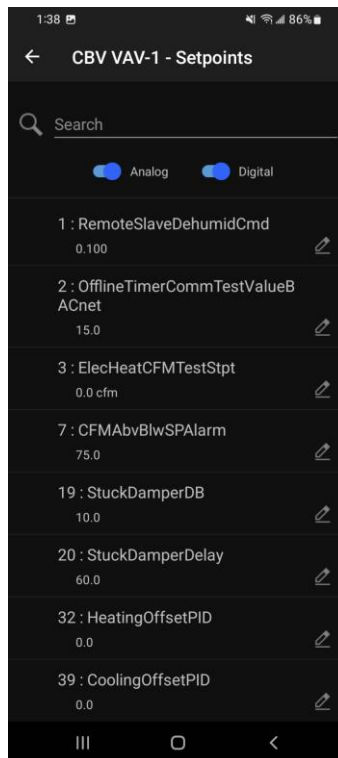 1:38 86%
CBV VAV-1 - Setpoints
Search
Analog Digital
1 : RemoteSlaveDehumidCmd
0.100
2 : OfflineTimerCommTestValueB
ACnet
15.0
3 : ElecHeatCFMTestStpt
0.0 cfm
7 : CFMAbvBlwSPAlarm
75.0
19 : StuckDamperDB
10.0
20 : StuckDamperDelay
60.0
32 : HeatingOffsetPID
0.0
39 : CoolingOffsetPID
0.0